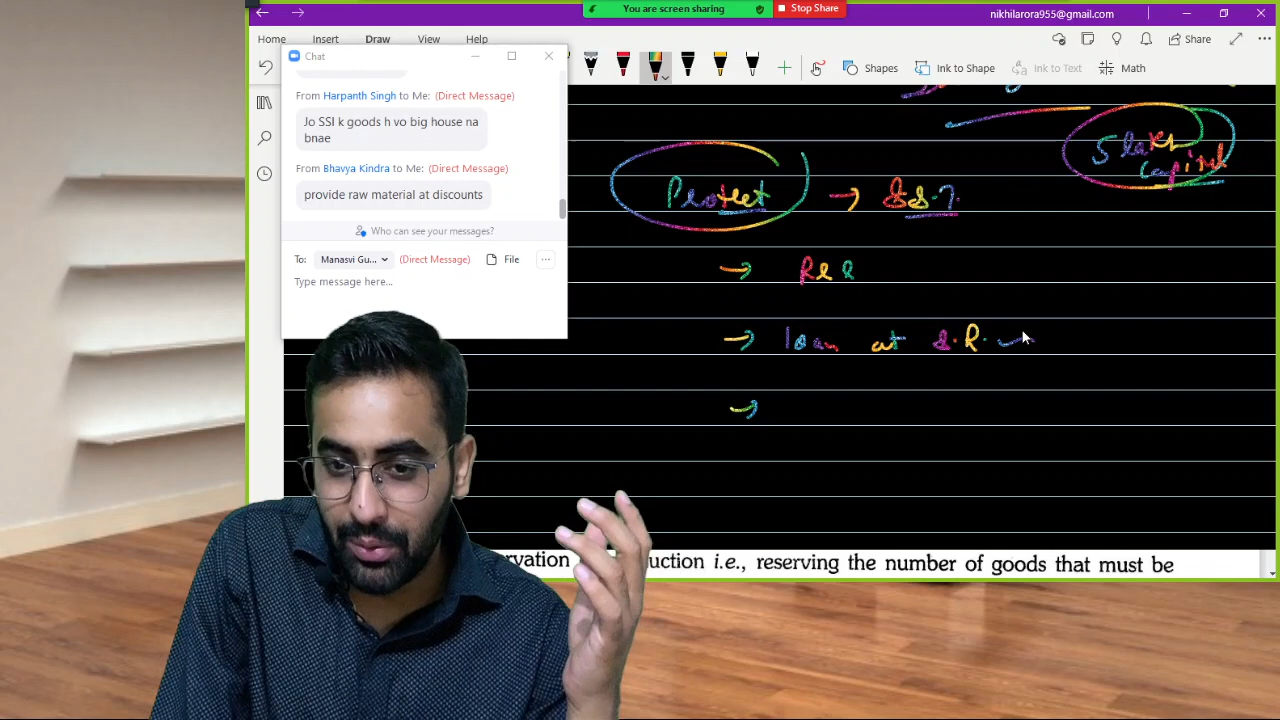 You are screen sharing
Stop Share
nikhilarora955@gmail.com
Home Insert Draw View Help
Share
Shapes
Ink to Shape
Ink to Text
Math
Chat
From Harpanth Singh to Me: (Direct Message)
Jo SSI k goods h vo big house na
bnae
From Bhavya Kindra to Me: (Direct Message)
provide raw material at discounts
Who can see your messages?
To: Manasvi Gu... (Direct Message) File
Type message here...
5 lakh
Capital
Protect →
→
→ loan at
→
rvation
uction i.e., reserving the number of goods that must be